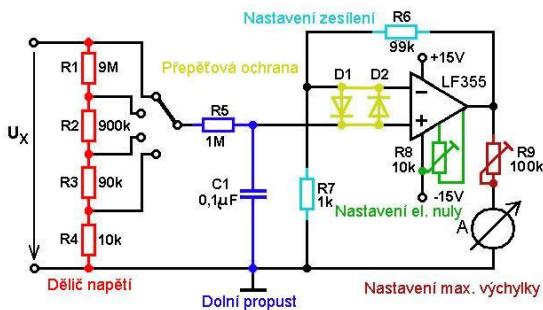 Nastavení zesílení
R6
99k
+15V
R1
9M
Přepěťová ochrana
D1
D2
LF355
R5
1M
R2
900k
UX
R8
10k
R9
100k
R3
90k
C1
0,1µF
R7
1k
-15V
Nastavení el. nuly
A
R4
10k
Dělič napětí
Dolní propust
Nastavení max. výchylky